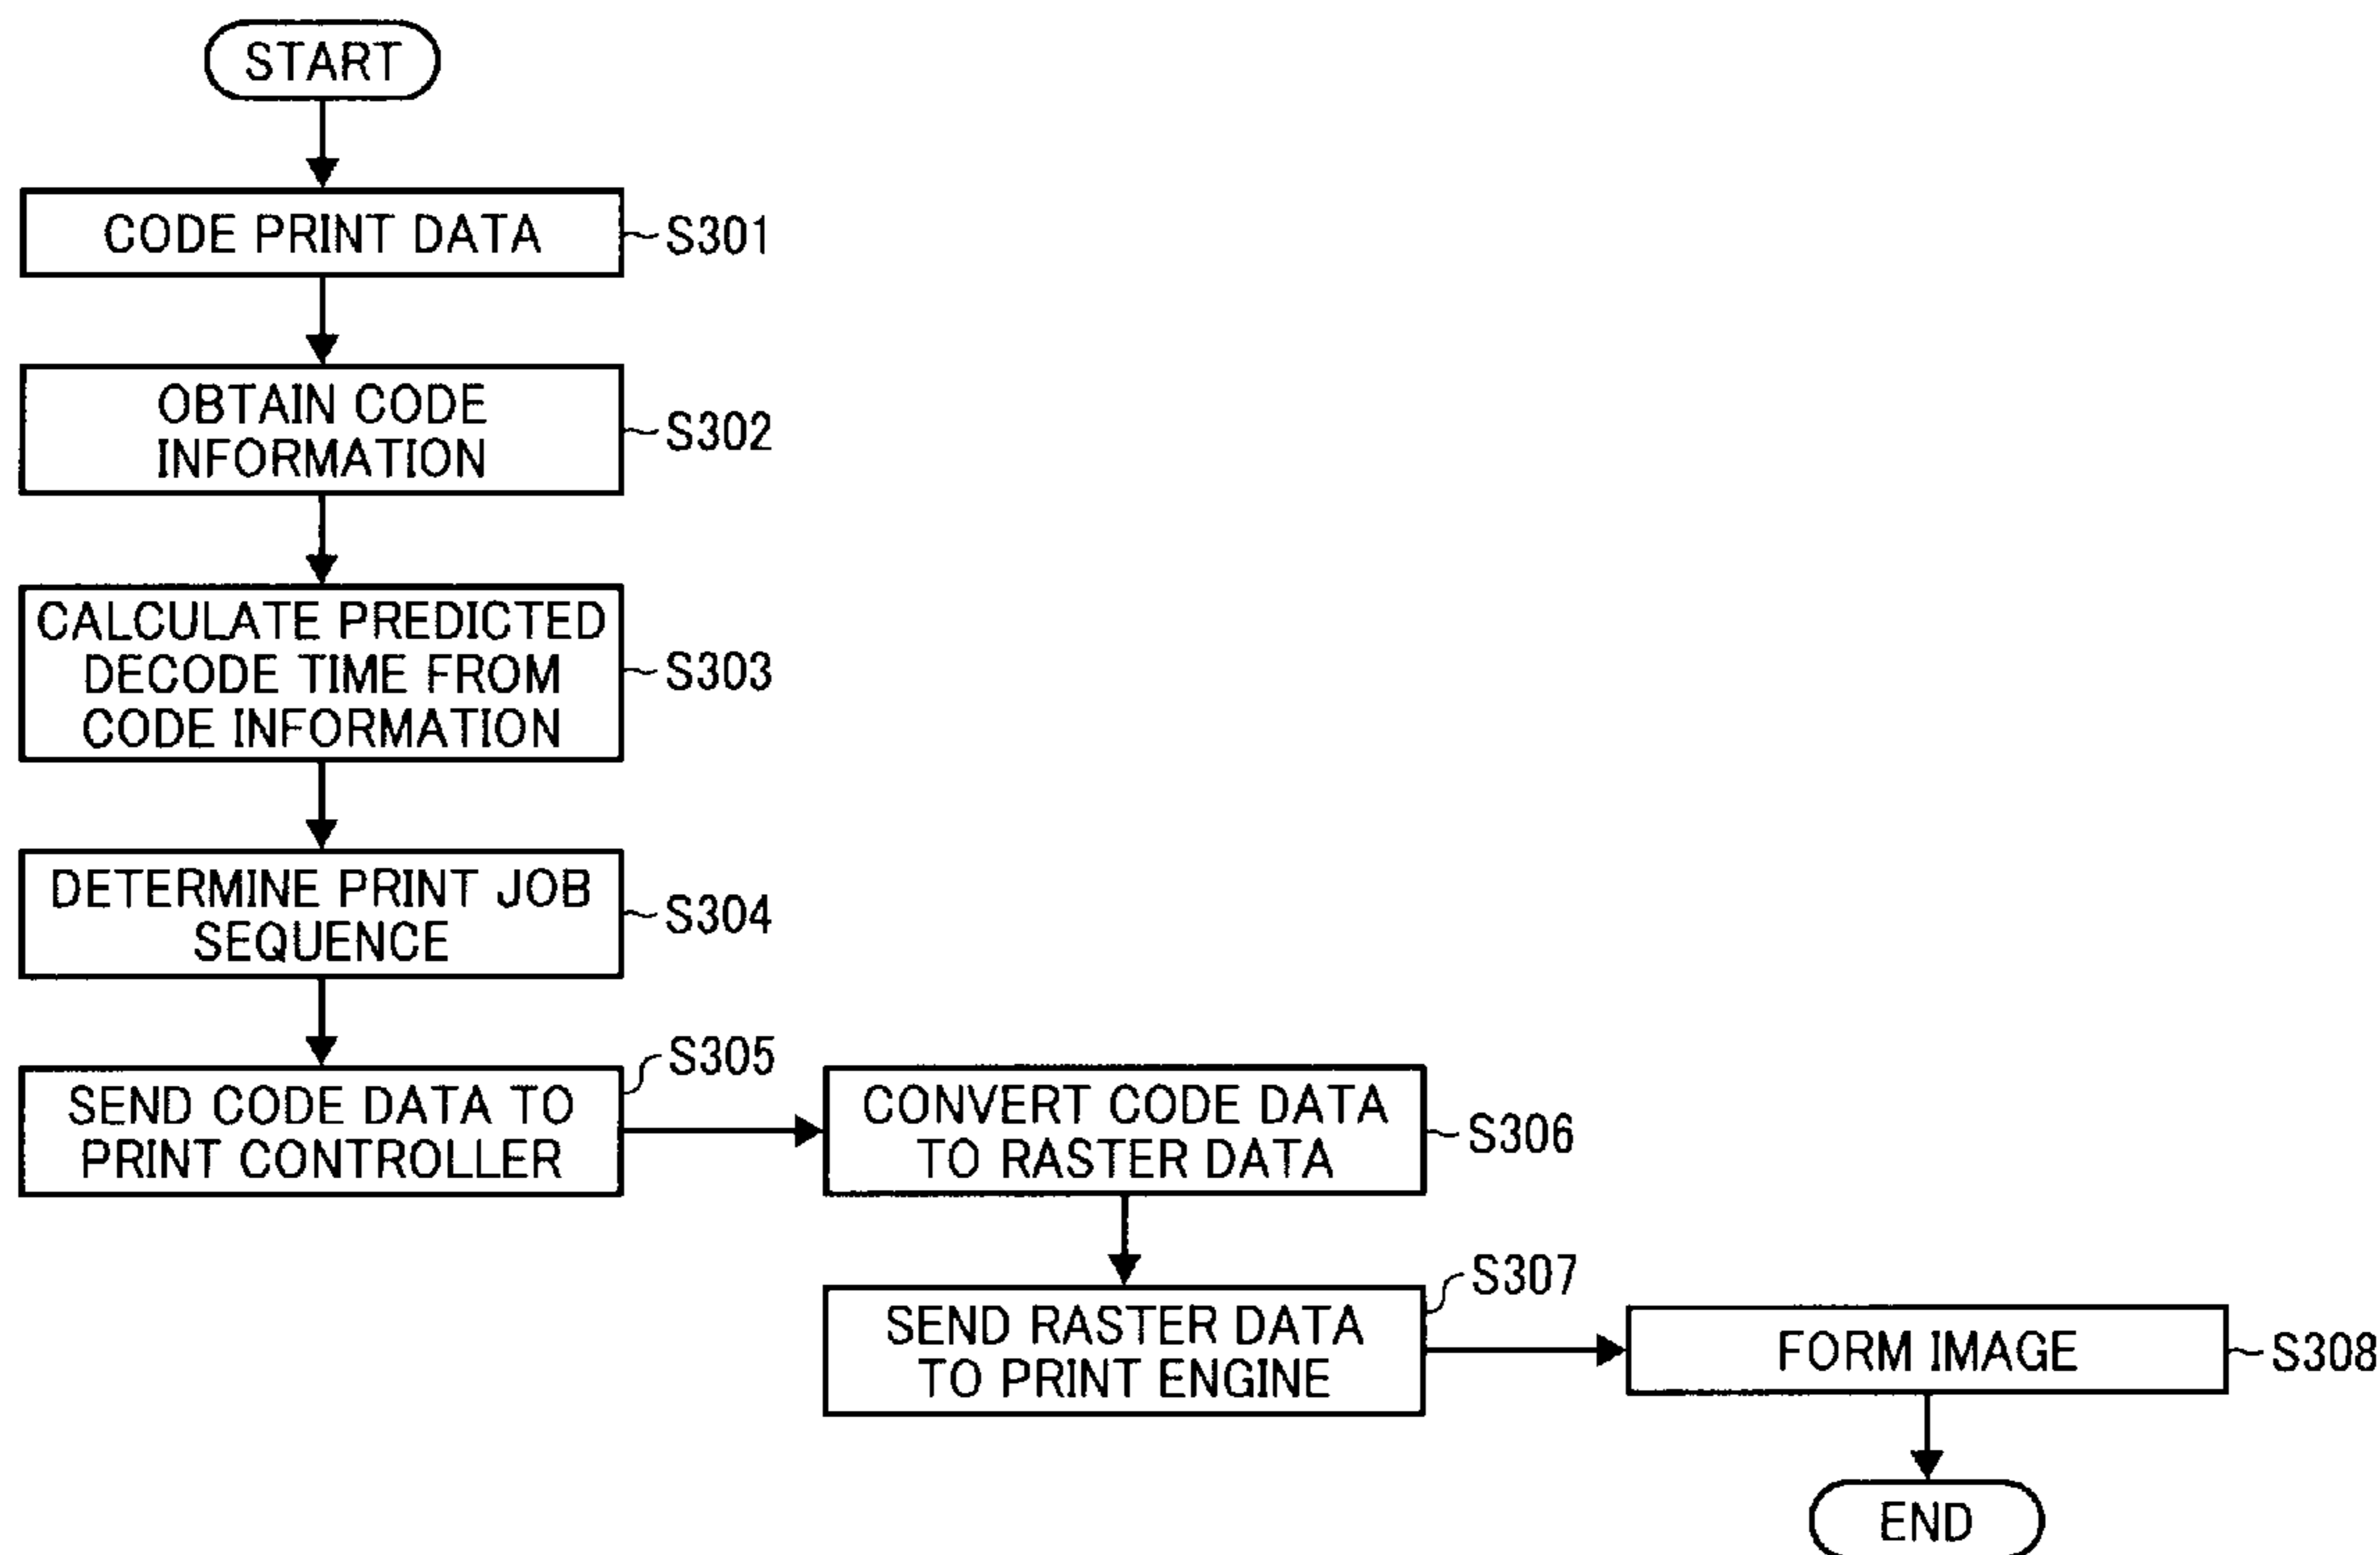 START
CODE PRINT DATA
S301
OBTAIN CODE
INFORMATION
S302
CALCULATE PREDICTED
DECODE TIME FROM
CODE INFORMATION
S303
DETERMINE PRINT JOB
SEQUENCE
S304
SEND CODE DATA TO
PRINT CONTROLLER
S305
CONVERT CODE DATA
TO RASTER DATA
S306
SEND RASTER DATA
TO PRINT ENGINE
S307
FORM IMAGE
S308
END